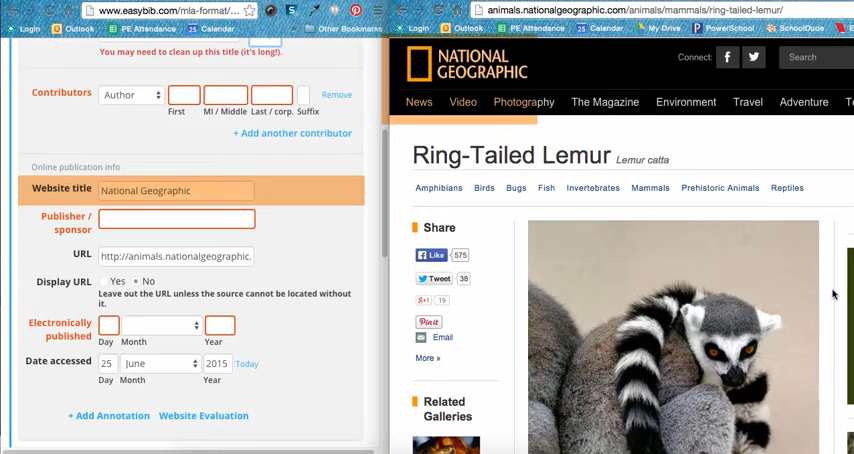 www.easybib.com/mla-format/...
Login
Outlook
PE Attendance
Calendar
»
Other Bookmarks
You may need to clean up this title (it's long!).
Contributors
Author
Remove
First
MI / Middle
Last / corp.
Suffix
+ Add another contributor
Online publication info
Website title
National Geographic
Publisher /
sponsor
URL
http://animals.nationalgeographic.
Display URL
Yes
No
Leave out the URL unless the source cannot be located without
it.
Electronically
published
Day
Month
Year
Date accessed
25
June
2015
Today
Day
Month
Year
+ Add Annotation
Website Evaluation
animals.nationalgeographic.com/animals/mammals/ring-tailed-lemur/
Login
Outlook
PE Attendance
Calendar
My Drive
PowerSchool
SchoolDude
NATIONAL
GEOGRAPHIC
Connect:
Search
News
Video
Photography
The Magazine
Environment
Travel
Adventure
Ring-Tailed Lemur Lemur catta
Amphibians
Birds
Bugs
Fish
Invertebrates
Mammals
Prehistoric Animals
Reptiles
Share
Like
575
Tweet
38
g+1
19
Pin it
Email
More »
Related
Galleries